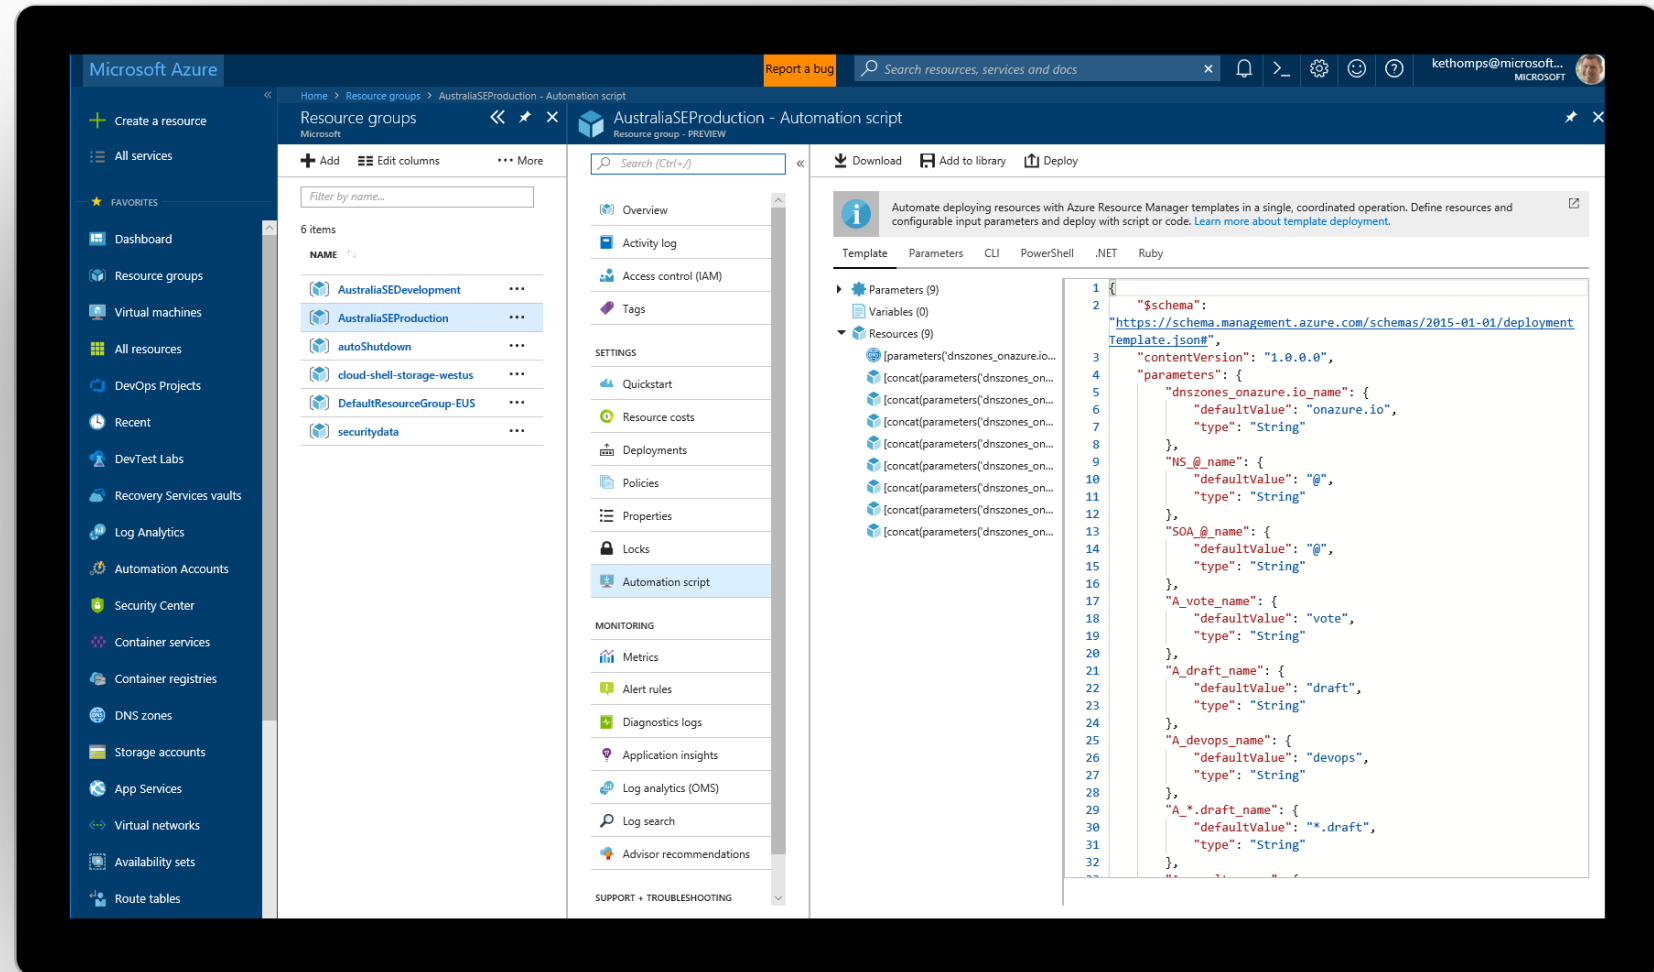 Microsoft Azure
Report a bug
Search resources, services and docs
kethomps@microsoft...
MICROSOFT
Home > Resource groups > AustraliaSEProduction - Automation script
Create a resource
All services
FAVORITES
Dashboard
Resource groups
Virtual machines
All resources
DevOps Projects
Recent
DevTest Labs
Recovery Services vaults
Log Analytics
Automation Accounts
Security Center
Container services
Container registries
DNS zones
Storage accounts
App Services
Virtual networks
Availability sets
Route tables
Resource groups
Microsoft
Add Edit columns ••• More
Filter by name...
6 items
NAME
AustraliaSEDevelopment
AustraliaSEProduction
autoShutdown
cloud-shell-storage-westus
DefaultResourceGroup-EUS
securitydata
AustraliaSEProduction - Automation script
Resource group - PREVIEW
Search (Ctrl+/)
Overview
Activity log
Access control (IAM)
Tags
SETTINGS
Quickstart
Resource costs
Deployments
Policies
Properties
Locks
Automation script
MONITORING
Metrics
Alert rules
Diagnostics logs
Application insights
Log analytics (OMS)
Log search
Advisor recommendations
SUPPORT + TROUBLESHOOTING
Download Add to library Deploy
Automate deploying resources with Azure Resource Manager templates in a single, coordinated operation. Define resources and
configurable input parameters and deploy with script or code. Learn more about template deployment.
Template Parameters CLI PowerShell .NET Ruby
Parameters (9)
Variables (0)
Resources (9)
[parameters('dnszones_onazure.io...
[concat(parameters('dnszones_on...
[concat(parameters('dnszones_on...
[concat(parameters('dnszones_on...
[concat(parameters('dnszones_on...
[concat(parameters('dnszones_on...
[concat(parameters('dnszones_on...
[concat(parameters('dnszones_on...
[concat(parameters('dnszones_on...
1 {
2 "$schema":
"https://schema.management.azure.com/schemas/2015-01-01/deployment
Template.json#",
3 "contentVersion": "1.0.0.0",
4 "parameters": {
5 "dnszones_onazure.io_name": {
6 "defaultValue": "onazure.io",
7 "type": "String"
8 },
9 "NS_@_name": {
10 "defaultValue": "@",
11 "type": "String"
12 },
13 "SOA_@_name": {
14 "defaultValue": "@",
15 "type": "String"
16 },
17 "A_vote_name": {
18 "defaultValue": "vote",
19 "type": "String"
20 },
21 "A_draft_name": {
22 "defaultValue": "draft",
23 "type": "String"
24 },
25 "A_devops_name": {
26 "defaultValue": "devops",
27 "type": "String"
28 },
29 "A_*.draft_name": {
30 "defaultValue": "*.draft",
31 "type": "String"
32 },